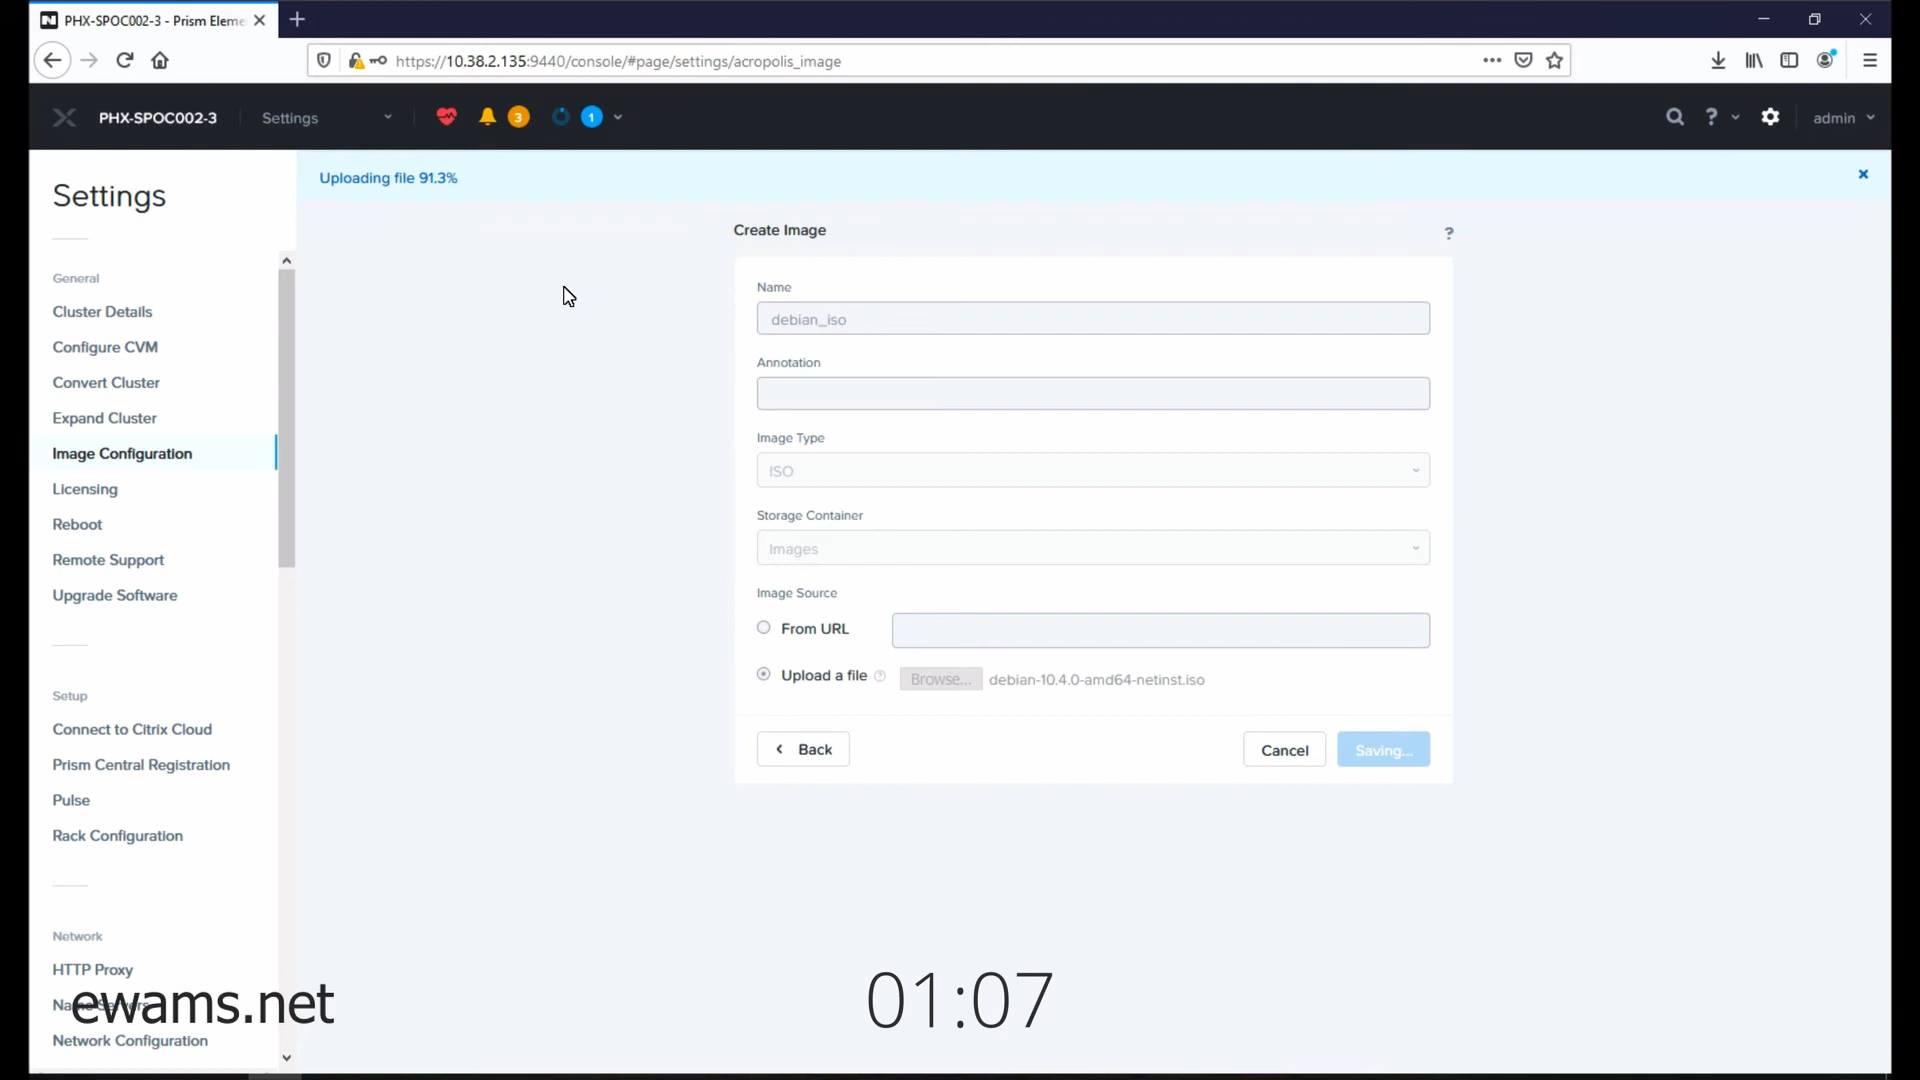 PHX-SPOC002-3 - Prism Eleme
https://10.38.2.135:9440/console/#page/settings/acropolis_image
PHX-SPOC002-3
Settings
3
1
?
admin
Uploading file 91.3%
Settings
General
Cluster Details
Configure CVM
Convert Cluster
Expand Cluster
Image Configuration
Licensing
Reboot
Remote Support
Upgrade Software
Setup
Connect to Citrix Cloud
Prism Central Registration
Pulse
Rack Configuration
Network
HTTP Proxy
Name Servers
Network Configuration
Create Image
?
Name
debian_iso
Annotation
Image Type
ISO
Storage Container
Images
Image Source
From URL
Upload a file ?
Browse... debian-10.4.0-amd64-netinst.iso
Back
Cancel
Saving...
ewams.net
01:07